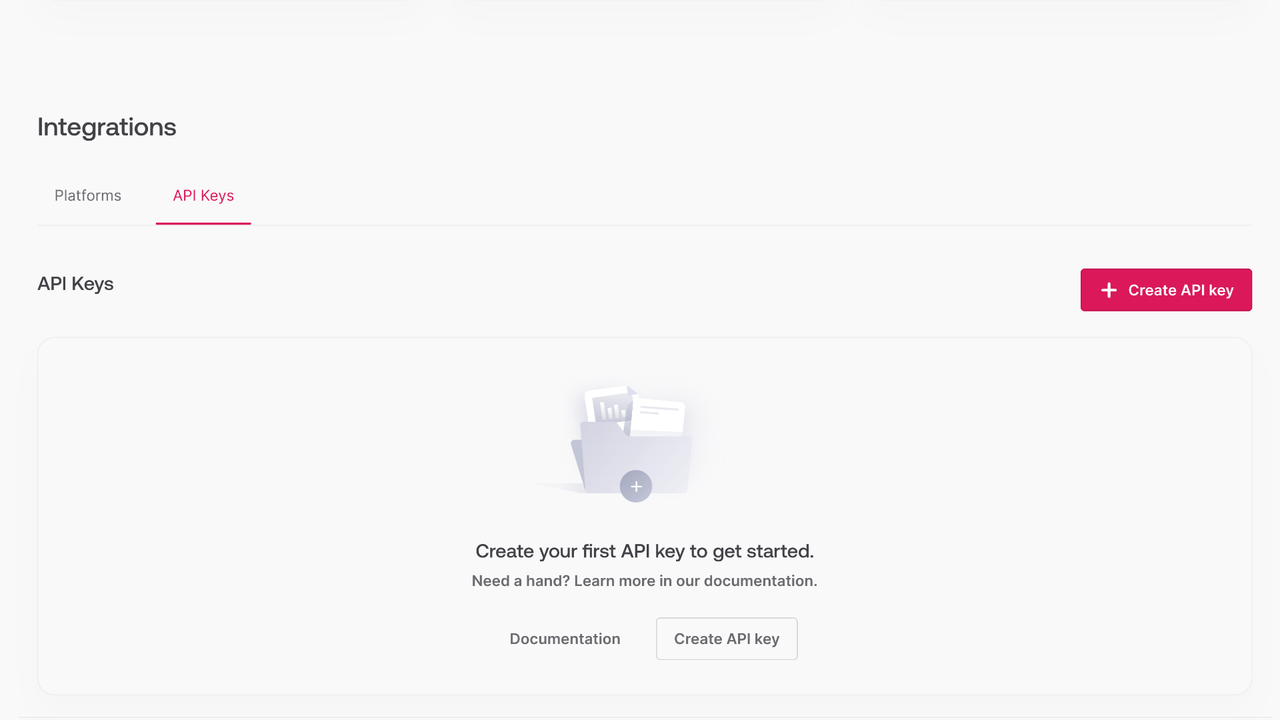 Integrations
Platforms
API Keys
API Keys
Create API key
Create your first API key to get started.
Need a hand? Learn more in our documentation.
Documentation
Create API key